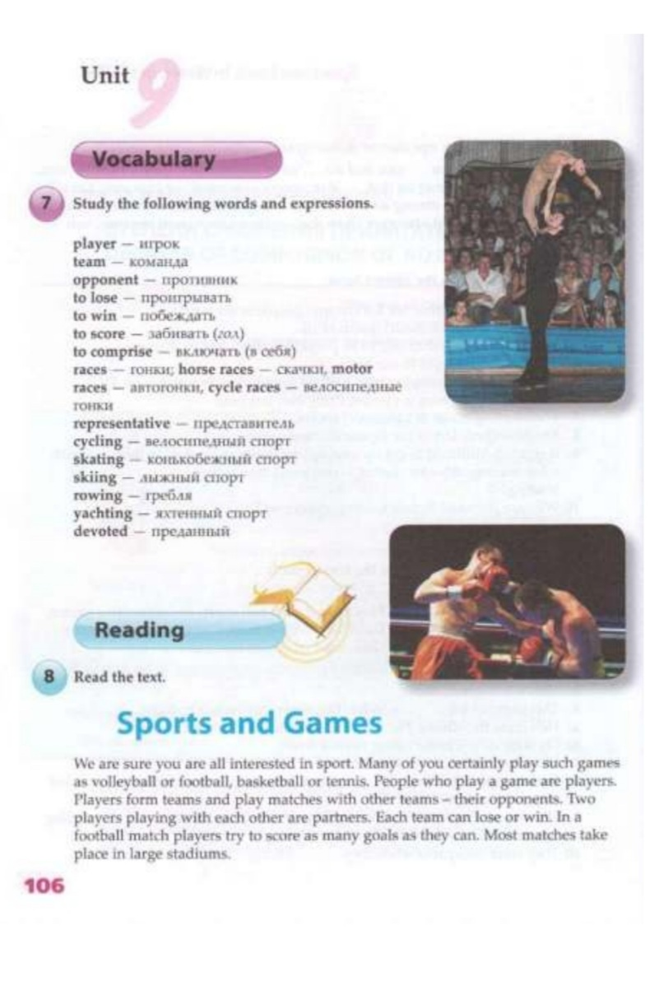 Unit 9
Vocabulary
7 Study the following words and expressions.
player — игрок
team — команда
opponent — противник
to lose — проигрывать
to win — побеждать
to score — забивать (гол)
to comprise — включать (в себя)
races — гонки; horse races — скачки, motor
races — автогонки, cycle races — велосипедные
гонки
representative — представитель
cycling — велосипедный спорт
skating — конькобежный спорт
skiing — лыжный спорт
rowing — гребля
yachting — яхтенный спорт
devoted — преданный
Reading
8 Read the text.
Sports and Games
We are sure you are all interested in sport. Many of you certainly play such games
as volleyball or football, basketball or tennis. People who play a game are players.
Players form teams and play matches with other teams – their opponents. Two
players playing with each other are partners. Each team can lose or win. In a
football match players try to score as many goals as they can. Most matches take
place in large stadiums.
106